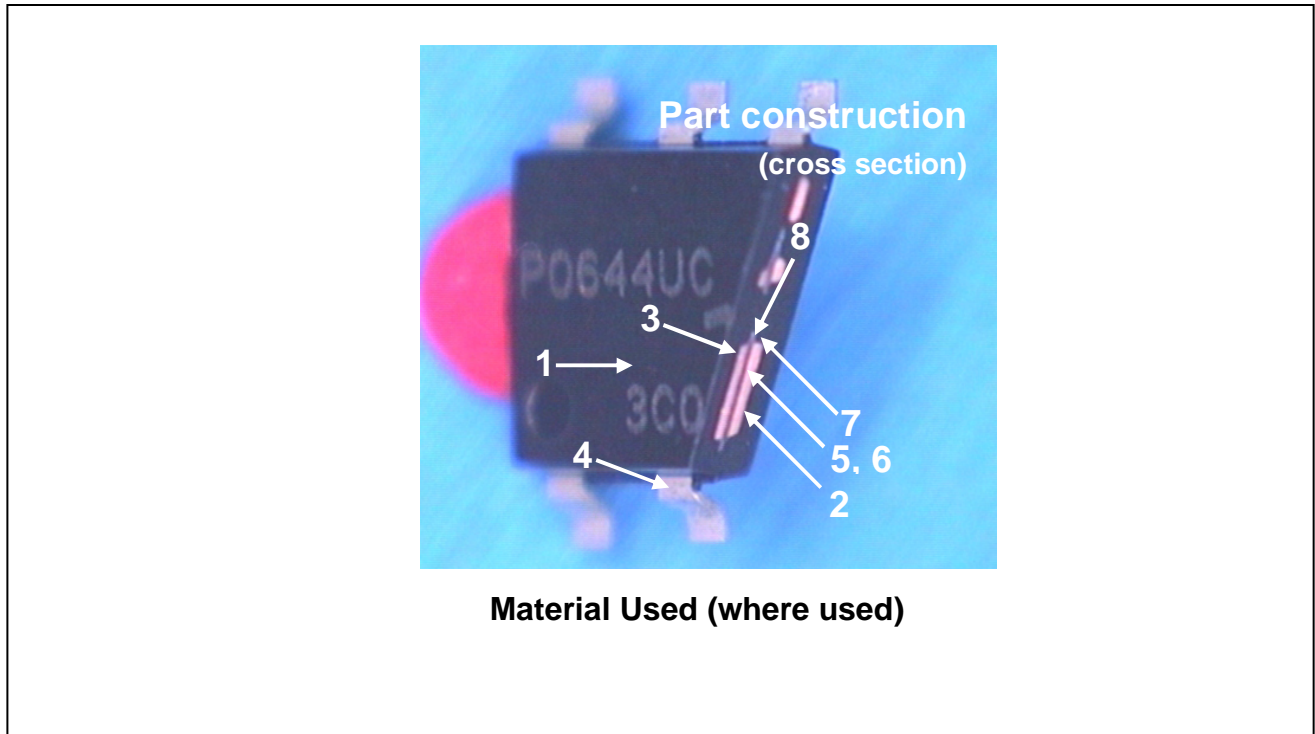 Part construction
(cross section)
8
P0644UC
3
1
3C0
7
4
5, 6
2
Material Used (where used)